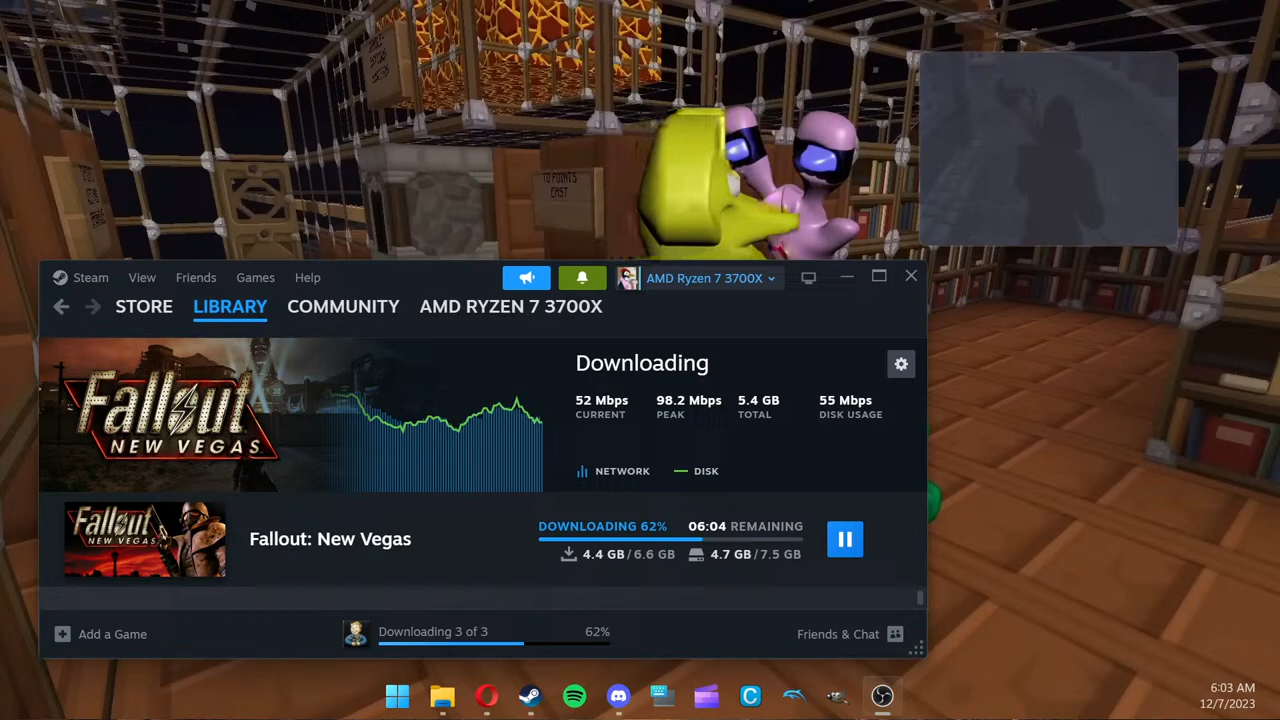 TO POINTS
EAST
Steam View Friends Games Help
AMD Ryzen 7 3700X
STORE LIBRARY COMMUNITY AMD RYZEN 7 3700X
Fallout
NEW VEGAS
Downloading
52 Mbps 98.2 Mbps 5.4 GB 55 Mbps
CURRENT PEAK TOTAL DISK USAGE
NETWORK DISK
Fallout
NEW VEGAS
Fallout: New Vegas
DOWNLOADING 62% 06:04 REMAINING
4.4 GB / 6.6 GB 4.7 GB / 7.5 GB
Add a Game
Downloading 3 of 3 62%
Friends & Chat
6:03 AM
12/7/2023